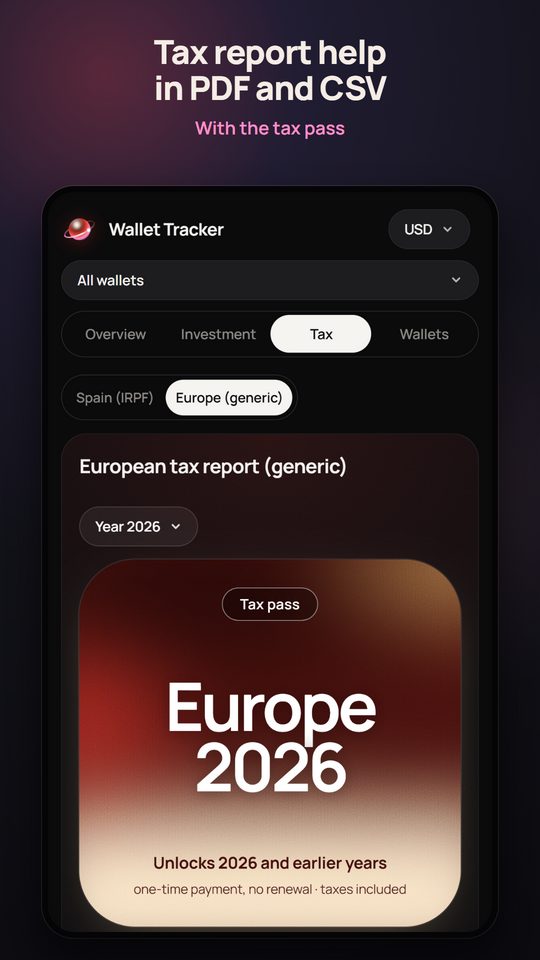 Tax report help
in PDF and CSV
With the tax pass
Wallet Tracker
USD
All wallets
Overview
Investment
Tax
Wallets
Spain (IRPF)
Europe (generic)
European tax report (generic)
Year 2026
Tax pass
Europe
2026
Unlocks 2026 and earlier years
one-time payment, no renewal · taxes included